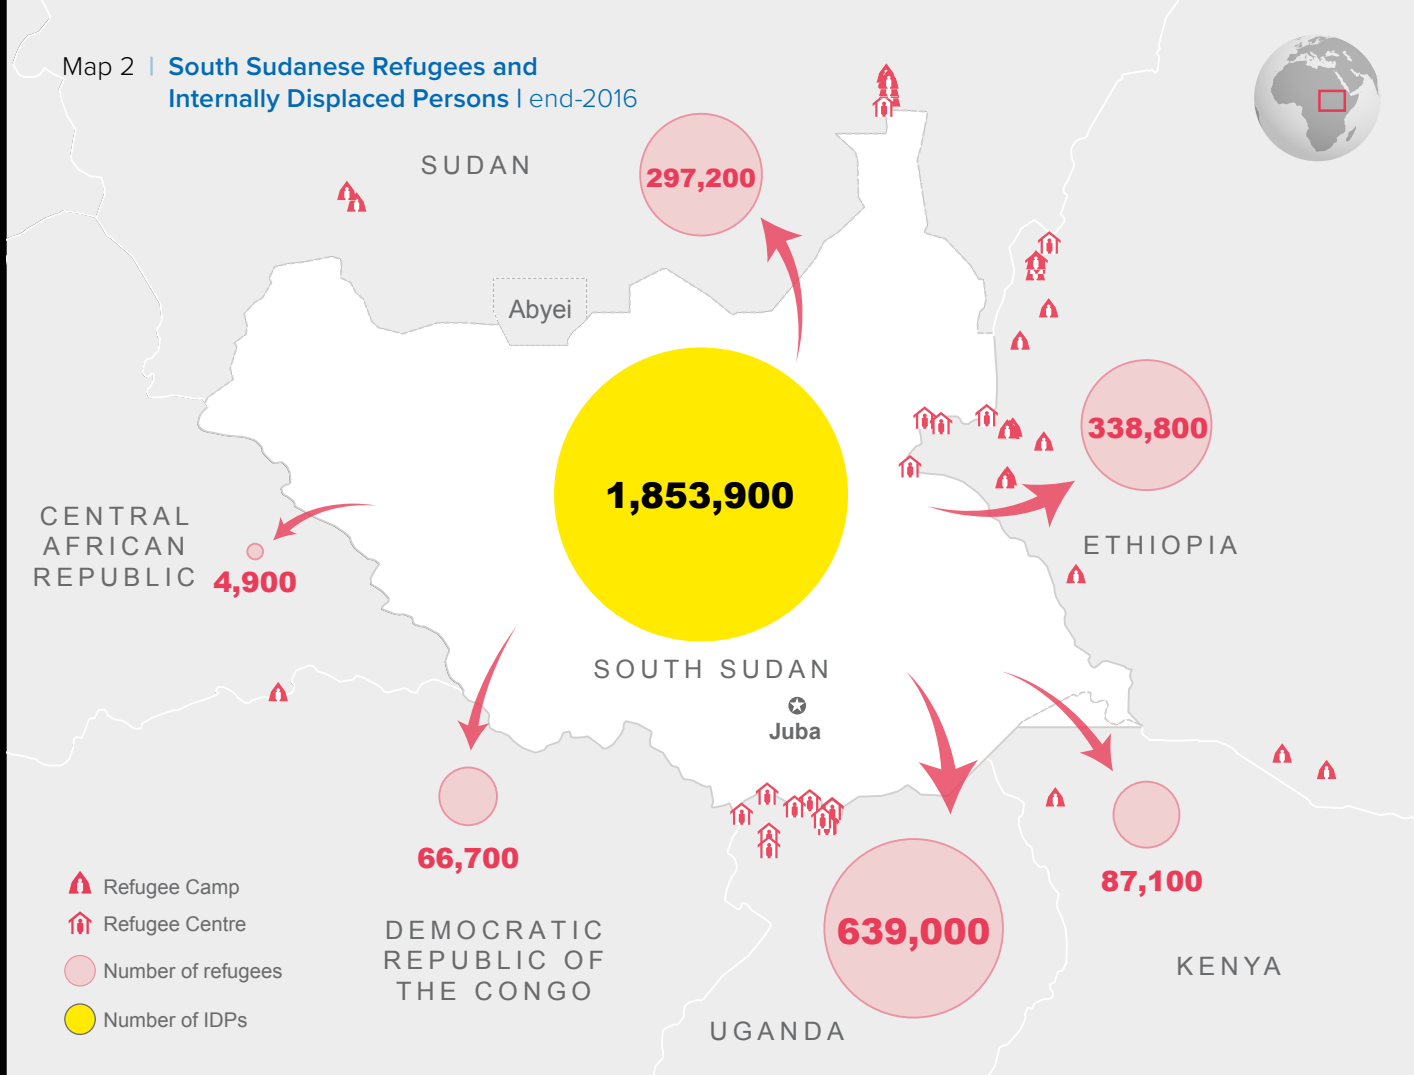 Map 2 | South Sudanese Refugees and
Internally Displaced Persons | end-2016
SUDAN
297,200
Abyei
338,800
1,853,900
CENTRAL
AFRICAN
REPUBLIC
4,900
ETHIOPIA
SOUTH SUDAN
Juba
66,700
87,100
639,000
Refugee Camp
Refugee Centre
Number of refugees
Number of IDPs
DEMOCRATIC
REPUBLIC OF
THE CONGO
KENYA
UGANDA